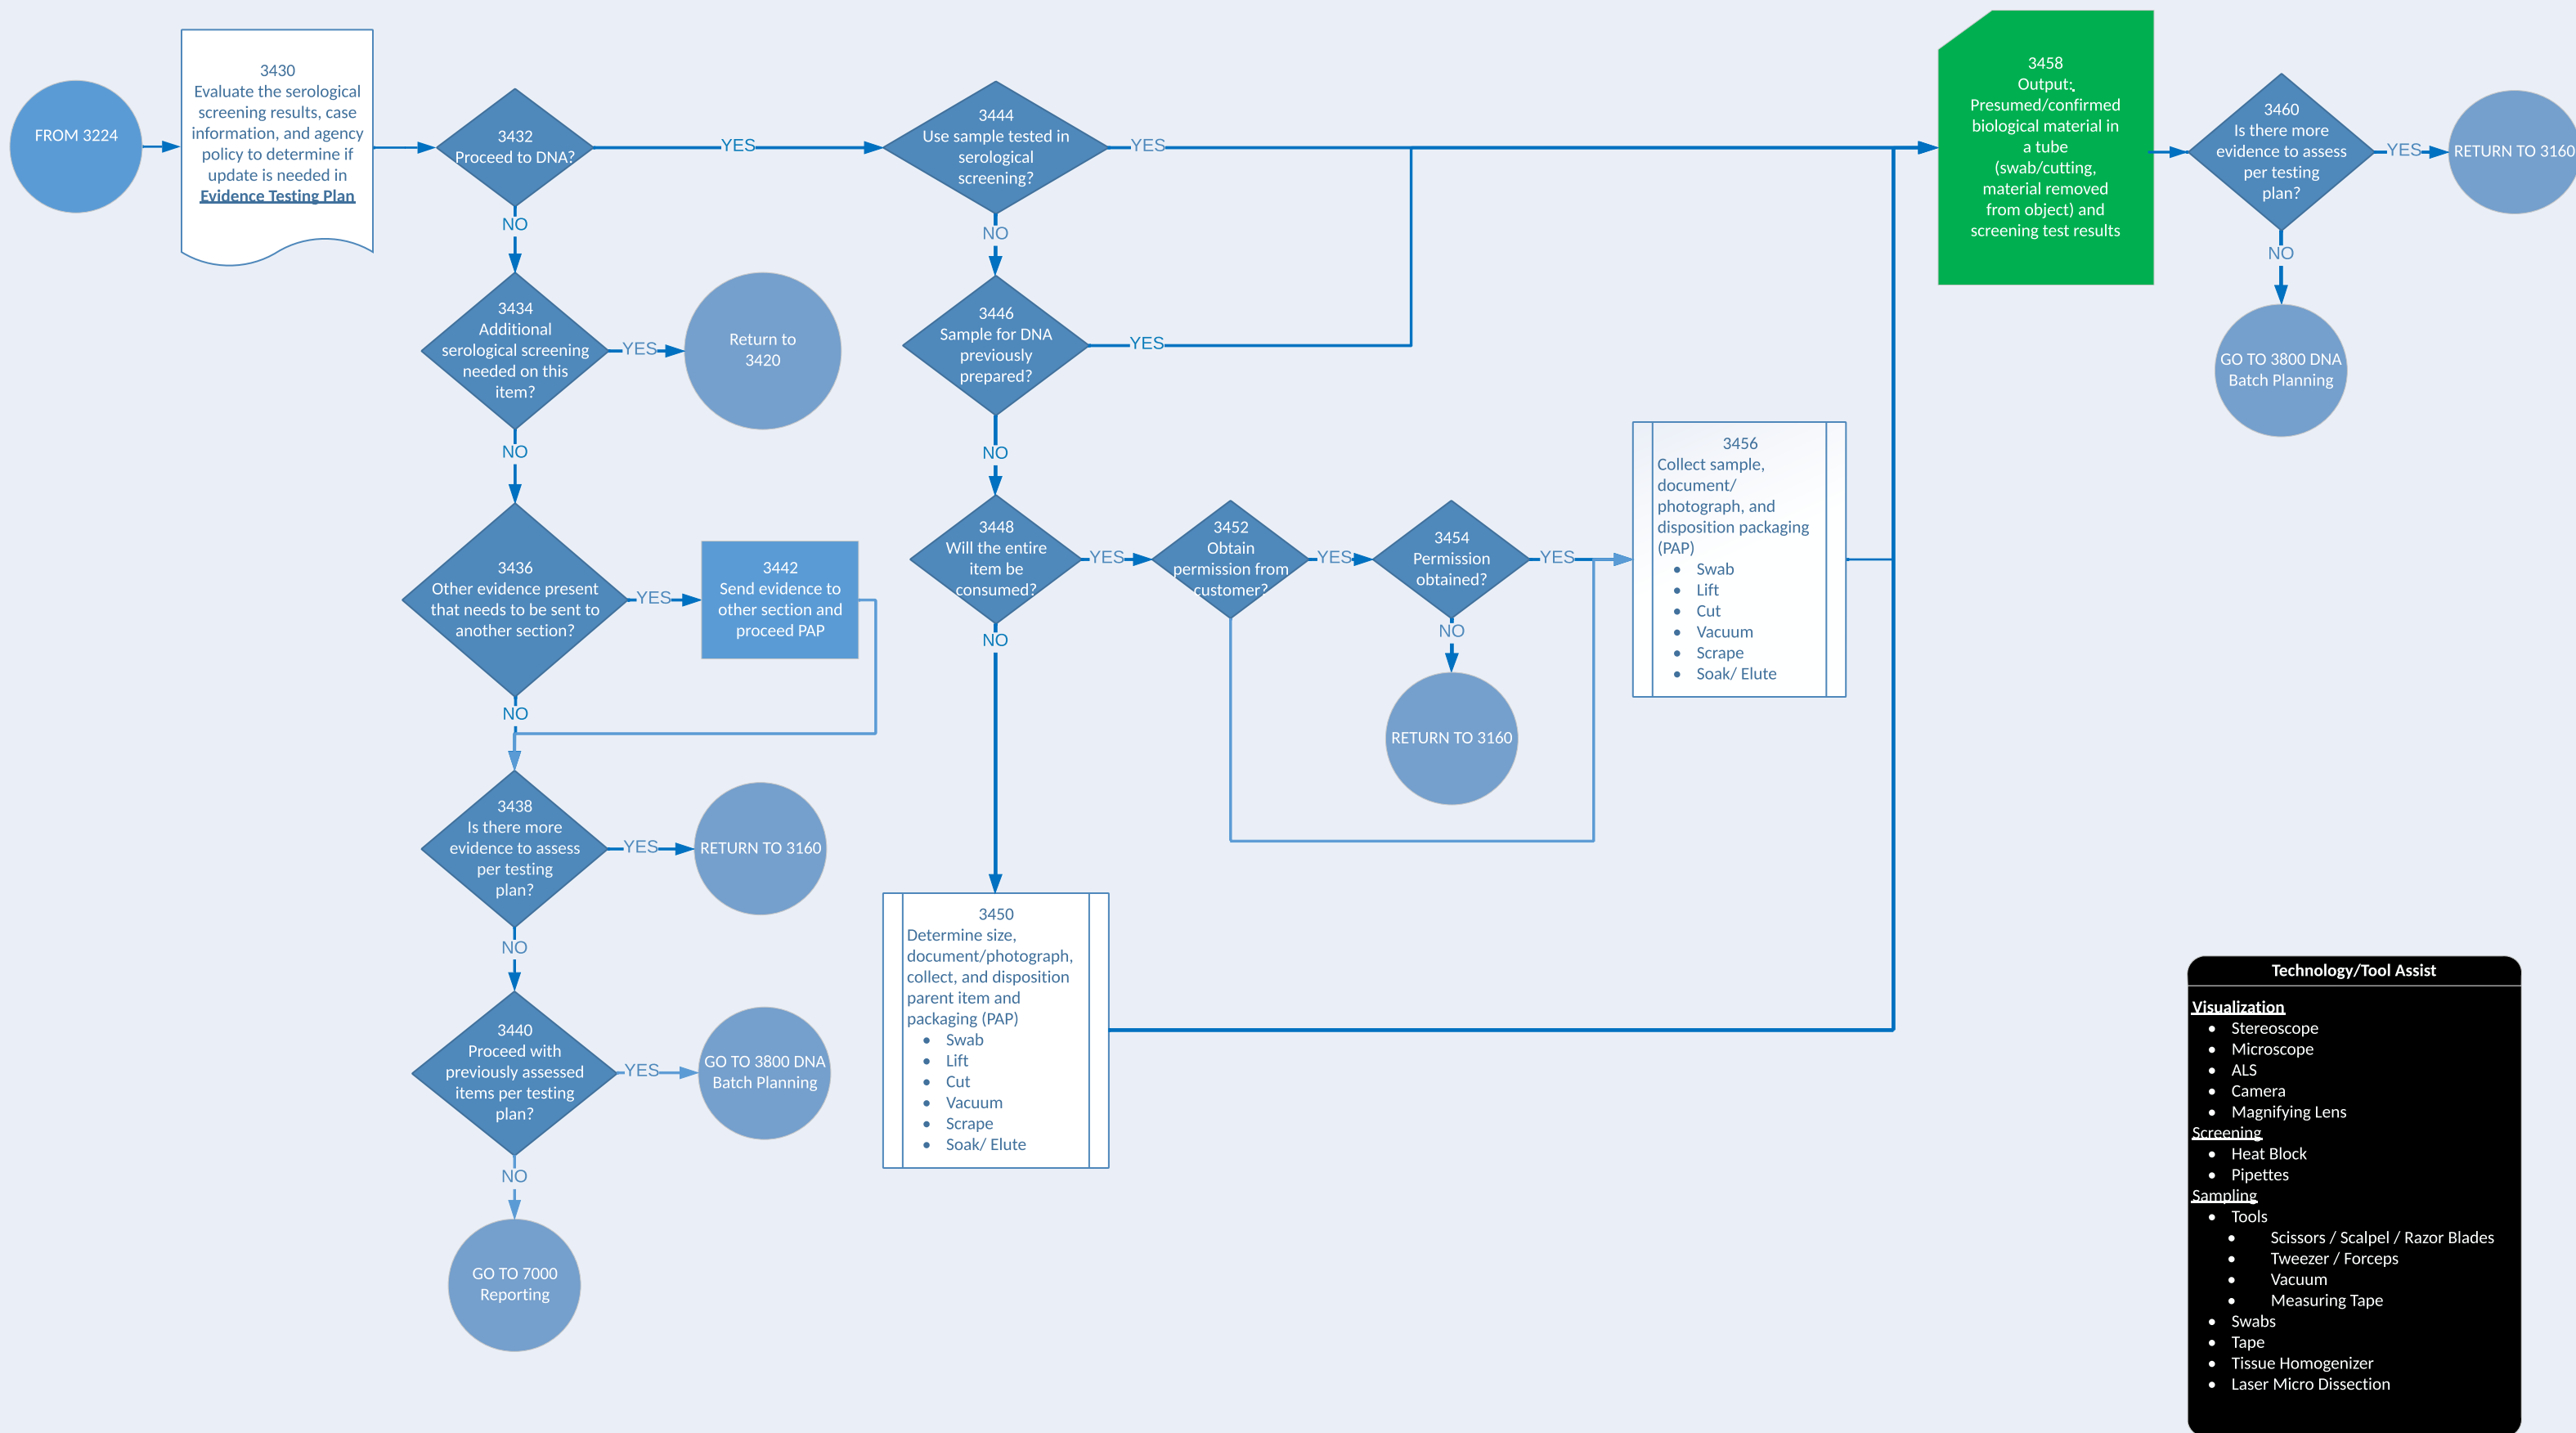 FROM 3224
3430
Evaluate the serological
screening results, case
information, and agency
policy to determine if
update is needed in
Evidence Testing Plan
3432
Proceed to DNA?
YES
NO
3434
Additional
serological screening
needed on this
item?
YES
Return to
3420
NO
3436
Other evidence present
that needs to be sent to
another section?
YES
3442
Send evidence to
other section and
proceed PAP
NO
3438
Is there more
evidence to assess
per testing
plan?
YES
RETURN TO 3160
NO
3440
Proceed with
previously assessed
items per testing
plan?
YES
GO TO 3800 DNA
Batch Planning
NO
GO TO 7000
Reporting
3444
Use sample tested in
serological
screening?
YES
NO
3446
Sample for DNA
previously
prepared?
YES
NO
3448
Will the entire
item be
consumed?
YES
NO
3452
Obtain
permission from
customer?
YES
3454
Permission
obtained?
YES
NO
RETURN TO 3160
3456
Collect sample,
document/
photograph, and
disposition packaging
(PAP)
• Swab
• Lift
• Cut
• Vacuum
• Scrape
• Soak/ Elute
3450
Determine size,
document/photograph,
collect, and disposition
parent item and
packaging (PAP)
• Swab
• Lift
• Cut
• Vacuum
• Scrape
• Soak/ Elute
3458
Output:
Presumed/confirmed
biological material in
a tube
(swab/cutting,
material removed
from object) and
screening test results
3460
Is there more
evidence to assess
per testing
plan?
YES
RETURN TO 3160
NO
GO TO 3800 DNA
Batch Planning
Technology/Tool Assist
Visualization
• Stereoscope
• Microscope
• ALS
• Camera
• Magnifying Lens
Screening
• Heat Block
• Pipettes
Sampling
• Tools
• Scissors / Scalpel / Razor Blades
• Tweezer / Forceps
• Vacuum
• Measuring Tape
• Swabs
• Tape
• Tissue Homogenizer
• Laser Micro Dissection